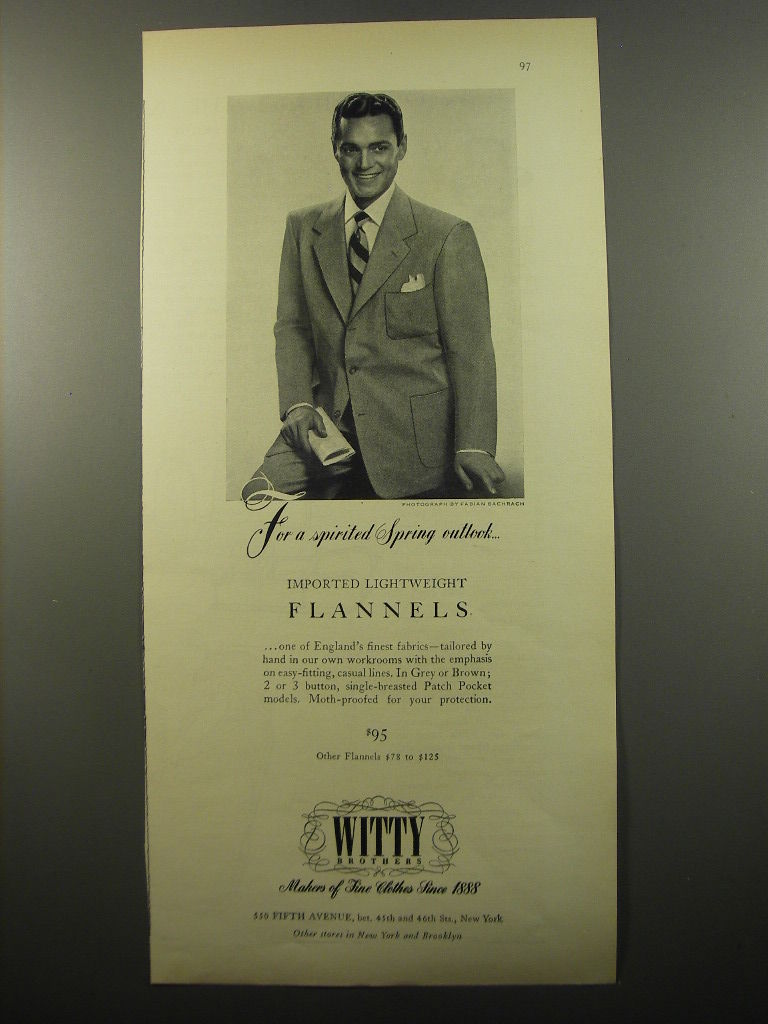 97
PHOTOGRAPH BY FABIAN BACHRACH
For a spirited Spring outlook...
IMPORTED LIGHTWEIGHT
FLANNELS
...one of England's finest fabrics—tailored by
hand in our own workrooms with the emphasis
on easy-fitting, casual lines. In Grey or Brown;
2 or 3 button, single-breasted Patch Pocket
models. Moth-proofed for your protection.
$95
Other Flannels $78 to $125
WITTY
BROTHERS
Makers of Fine Clothes Since 1888
550 FIFTH AVENUE, bet. 45th and 46th Sts., New York
Other stores in New York and Brooklyn